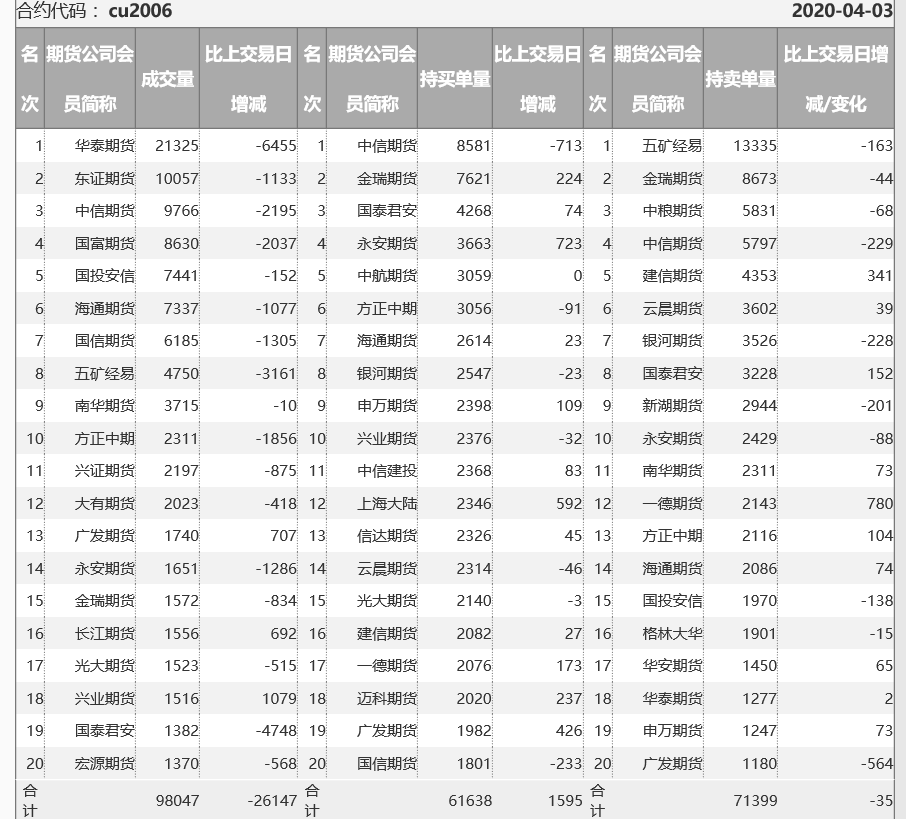 合约代码： cu2006 2020-04-03
名次 期货公司会员简称 成交量 比上交易日增减 名次 期货公司会员简称 持买单量 比上交易日增减 名次 期货公司会员简称 持卖单量 比上交易日增减/变化
1 华泰期货 21325 -6455 1 中信期货 8581 -713 1 五矿经易 13335 -163
2 东证期货 10057 -1133 2 金瑞期货 7621 224 2 金瑞期货 8673 -44
3 中信期货 9766 -2195 3 国泰君安 4268 74 3 中粮期货 5831 -68
4 国富期货 8630 -2037 4 永安期货 3663 723 4 中信期货 5797 -229
5 国投安信 7441 -152 5 中航期货 3059 0 5 建信期货 4353 341
6 海通期货 7337 -1077 6 方正中期 3056 -91 6 云晨期货 3602 39
7 国信期货 6185 -1305 7 海通期货 2614 23 7 银河期货 3526 -228
8 五矿经易 4750 -3161 8 银河期货 2547 -23 8 国泰君安 3228 152
9 南华期货 3715 -10 9 申万期货 2398 109 9 新湖期货 2944 -201
10 方正中期 2311 -1856 10 兴业期货 2376 -32 10 永安期货 2429 -88
11 兴证期货 2197 -875 11 中信建投 2368 83 11 南华期货 2311 73
12 大有期货 2023 -418 12 上海大陆 2346 592 12 一德期货 2143 780
13 广发期货 1740 707 13 信达期货 2326 45 13 方正中期 2116 104
14 永安期货 1651 -1286 14 云晨期货 2314 -46 14 海通期货 2086 74
15 金瑞期货 1572 -834 15 光大期货 2140 -3 15 国投安信 1970 -138
16 长江期货 1556 692 16 建信期货 2082 27 16 格林大华 1901 -15
17 光大期货 1523 -515 17 一德期货 2076 173 17 华安期货 1450 65
18 兴业期货 1516 1079 18 迈科期货 2020 237 18 华泰期货 1277 2
19 国泰君安 1382 -4748 19 广发期货 1982 426 19 申万期货 1247 73
20 宏源期货 1370 -568 20 国信期货 1801 -233 20 广发期货 1180 -564
合计 98047 -26147 合计 61638 1595 合计 71399 -35